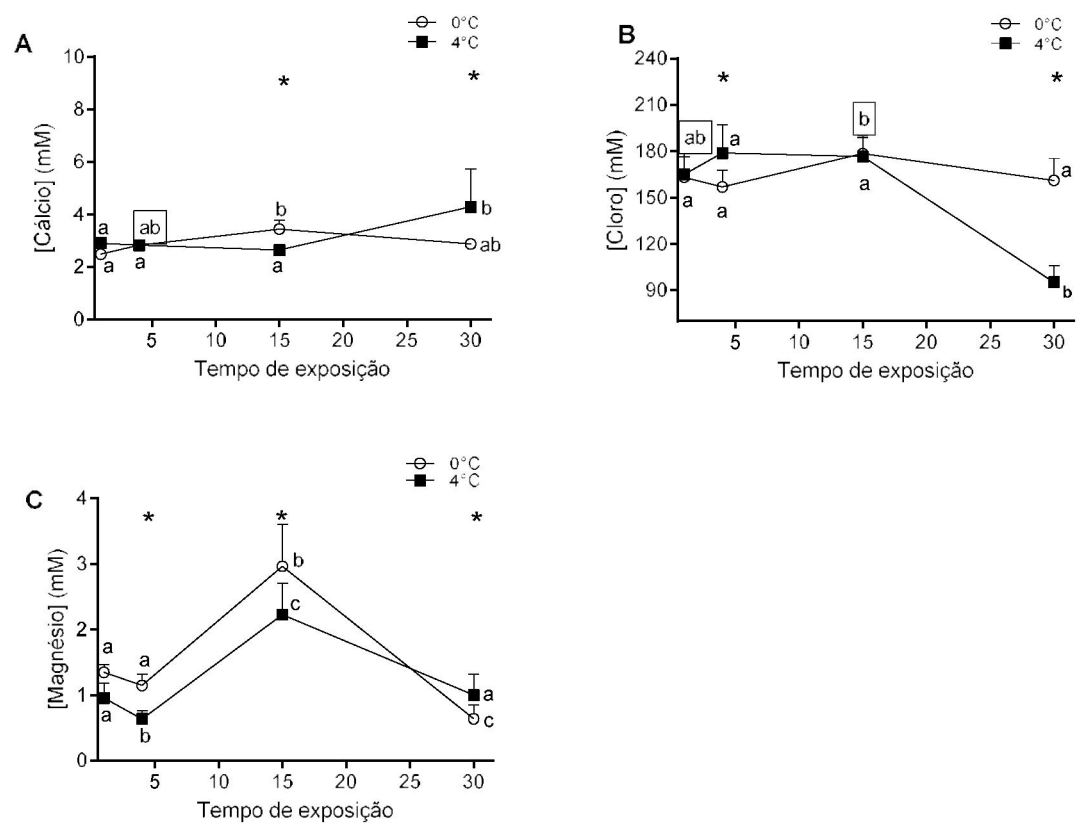 A
0°C
4°C
[Cálcio] (mM)
10
8
6
4
2
0
*
*
a
a
ab
a
b
a
b
ab
5 10 15 20 25 30
Tempo de exposição
B
0°C
4°C
[Cloro] (mM)
240
210
180
150
120
90
*
*
ab
a
b
a
a
a
a
b
5 10 15 20 25 30
Tempo de exposição
C
0°C
4°C
[Magnésio] (mM)
4
3
2
1
0
*
*
*
a
a
b
c
a
b
a
c
5 10 15 20 25 30
Tempo de exposição